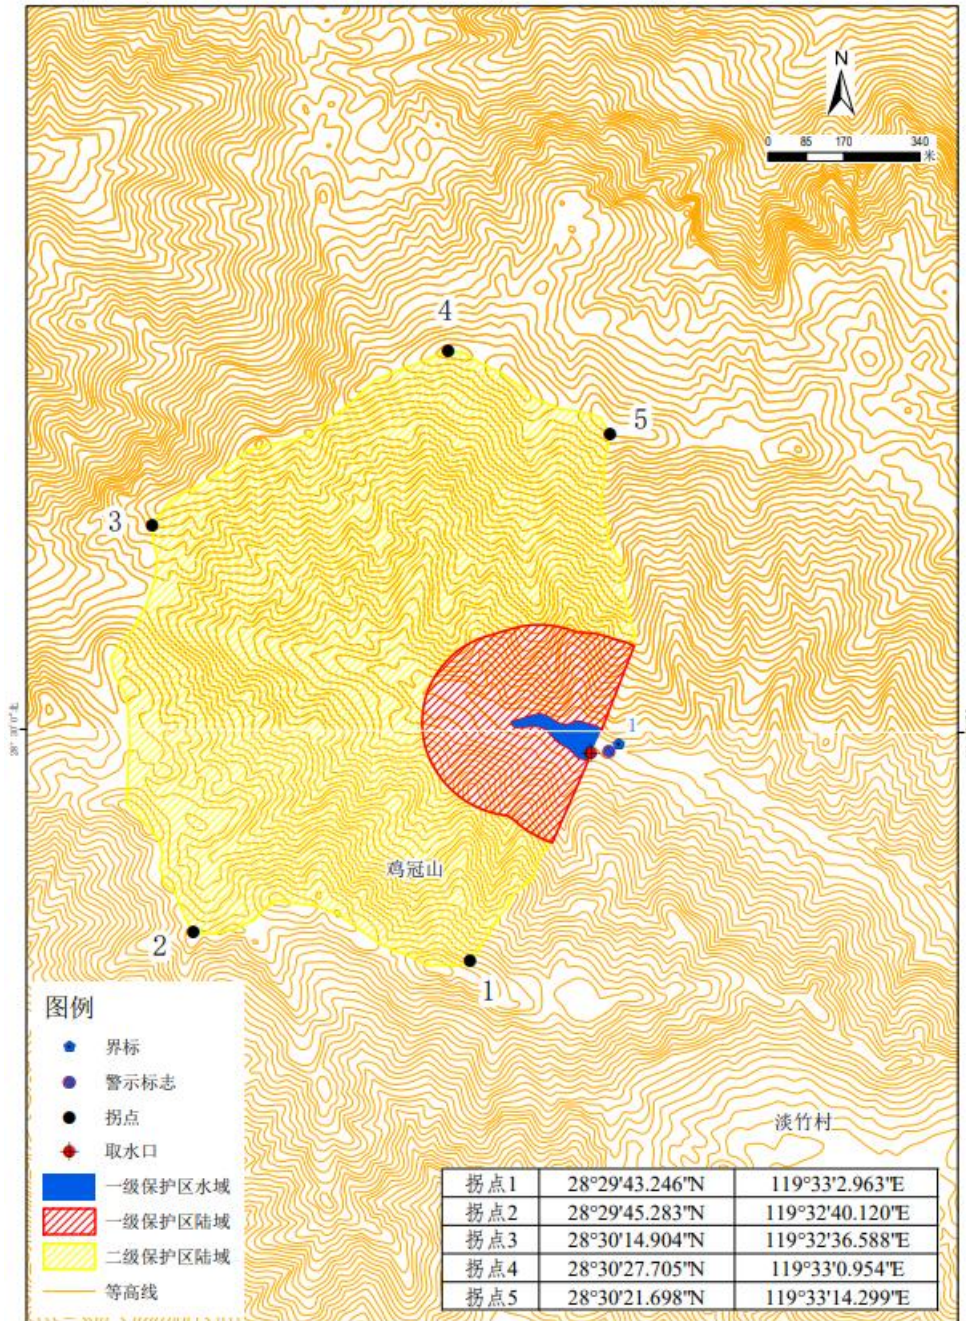 N
0 85 170 340
米
4
5
3
28°30'0"北
1
鸡冠山
2
1
图例
界标
警示标志
拐点
取水口
一级保护区水域
一级保护区陆域
二级保护区陆域
等高线
淡竹村
拐点1 28°29'43.246"N 119°33'2.963"E
拐点2 28°29'45.283"N 119°32'40.120"E
拐点3 28°30'14.904"N 119°32'36.588"E
拐点4 28°30'27.705"N 119°33'0.954"E
拐点5 28°30'21.698"N 119°33'14.299"E